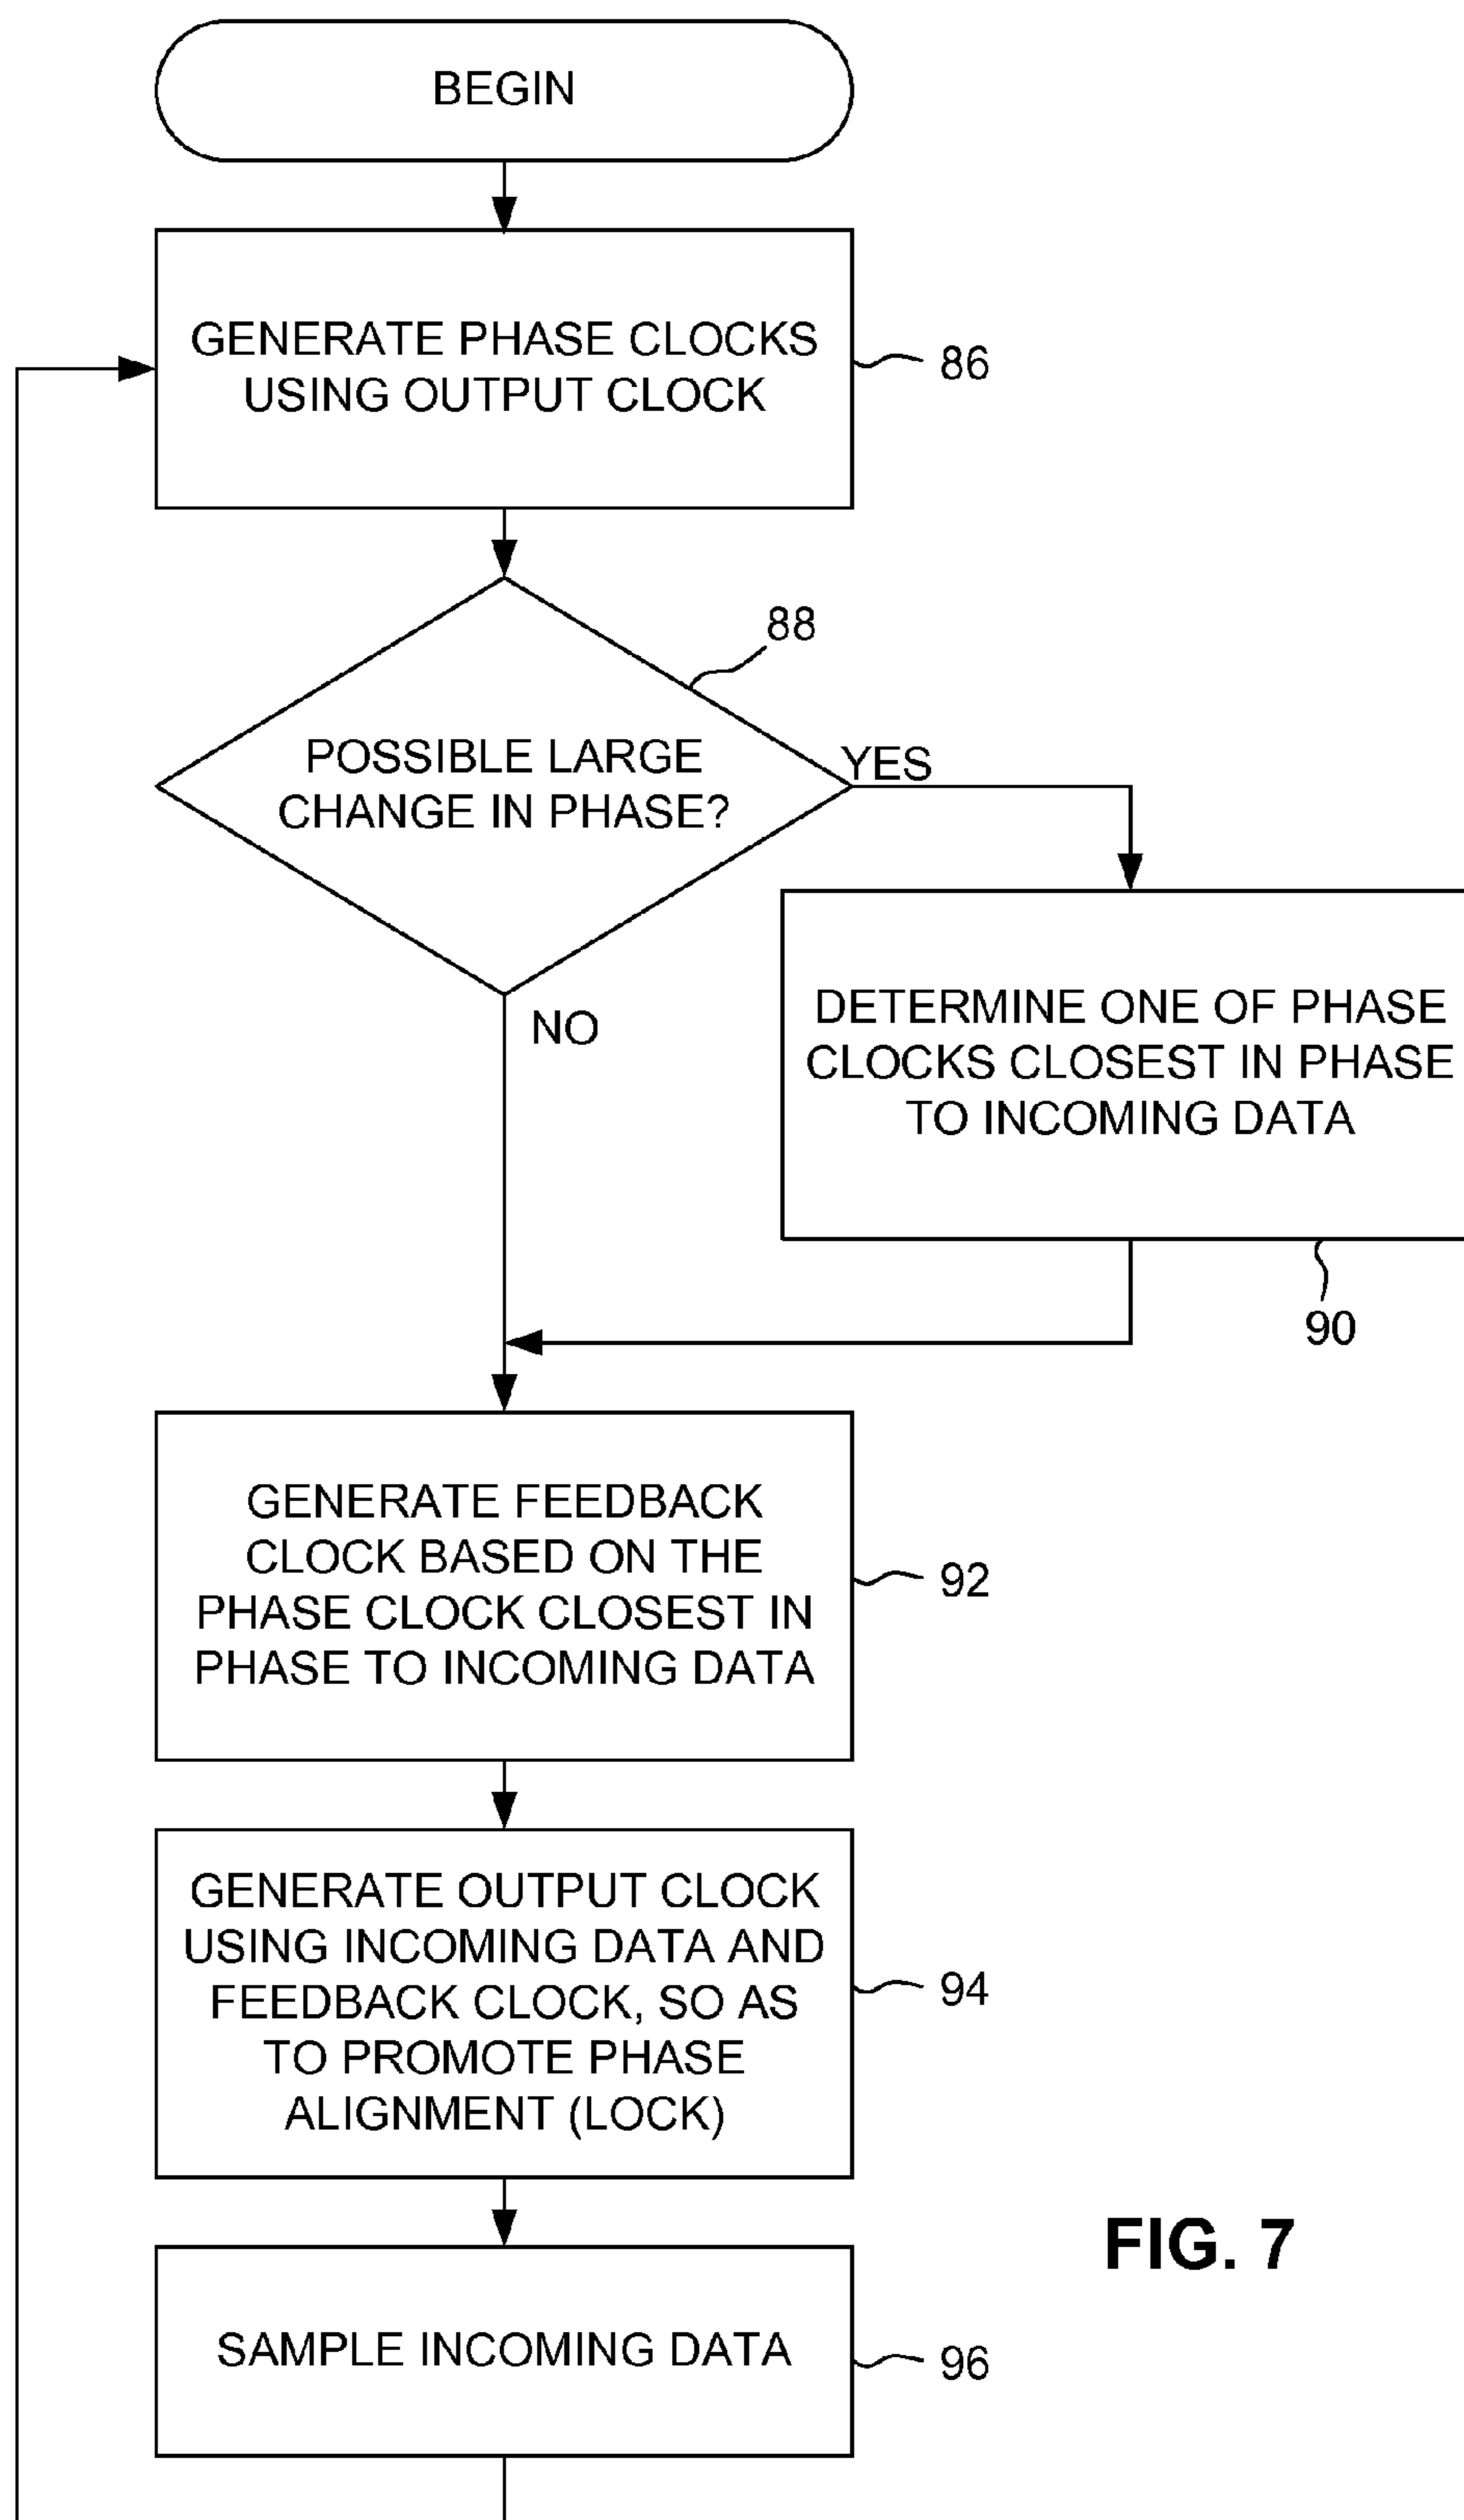 BEGIN
GENERATE PHASE CLOCKS
USING OUTPUT CLOCK
86
88
POSSIBLE LARGE
CHANGE IN PHASE?
YES
NO
DETERMINE ONE OF PHASE
CLOCKS CLOSEST IN PHASE
TO INCOMING DATA
90
GENERATE FEEDBACK
CLOCK BASED ON THE
PHASE CLOCK CLOSEST IN
PHASE TO INCOMING DATA
92
GENERATE OUTPUT CLOCK
USING INCOMING DATA AND
FEEDBACK CLOCK, SO AS
TO PROMOTE PHASE
ALIGNMENT (LOCK)
94
FIG. 7
SAMPLE INCOMING DATA
96